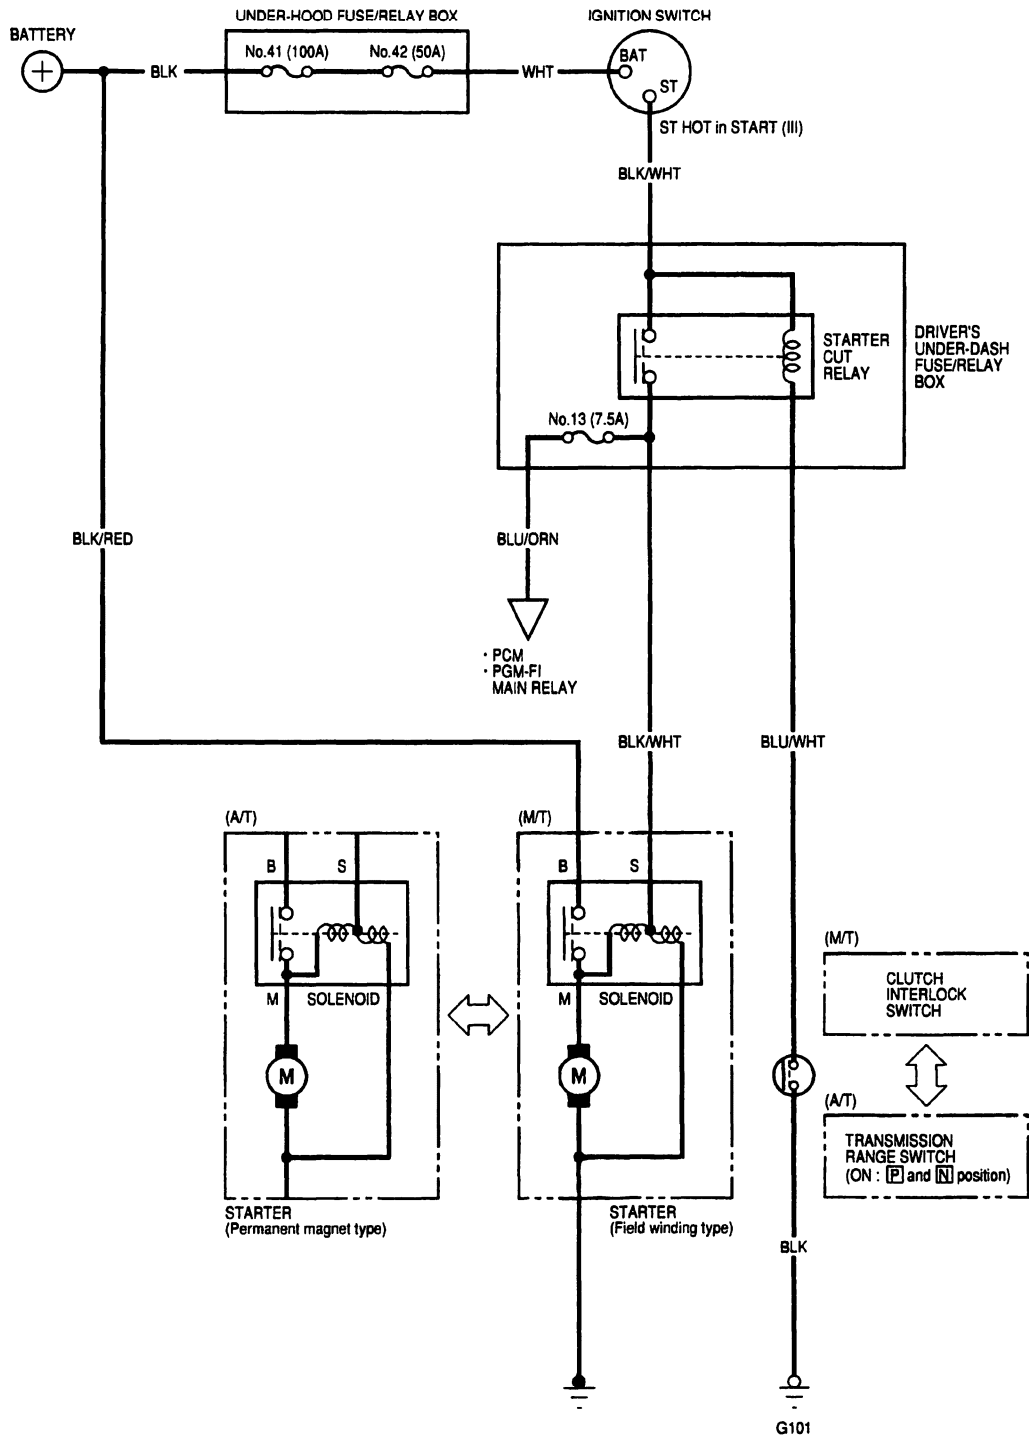 UNDER-HOOD FUSE/RELAY BOX
IGNITION SWITCH
BATTERY
+
BLK
No.41 (100A)
No.42 (50A)
WHT
BAT
ST
ST HOT in START (III)
BLK/WHT
STARTER
CUT
RELAY
DRIVER'S
UNDER-DASH
FUSE/RELAY
BOX
No.13 (7.5A)
BLK/RED
BLU/ORN
· PCM
· PGM-FI
MAIN RELAY
BLK/WHT
BLU/WHT
(A/T)
B
S
M
SOLENOID
M
STARTER
(Permanent magnet type)
(M/T)
B
S
M
SOLENOID
M
STARTER
(Field winding type)
(M/T)
CLUTCH
INTERLOCK
SWITCH
(A/T)
TRANSMISSION
RANGE SWITCH
(ON : P and N position)
BLK
G101